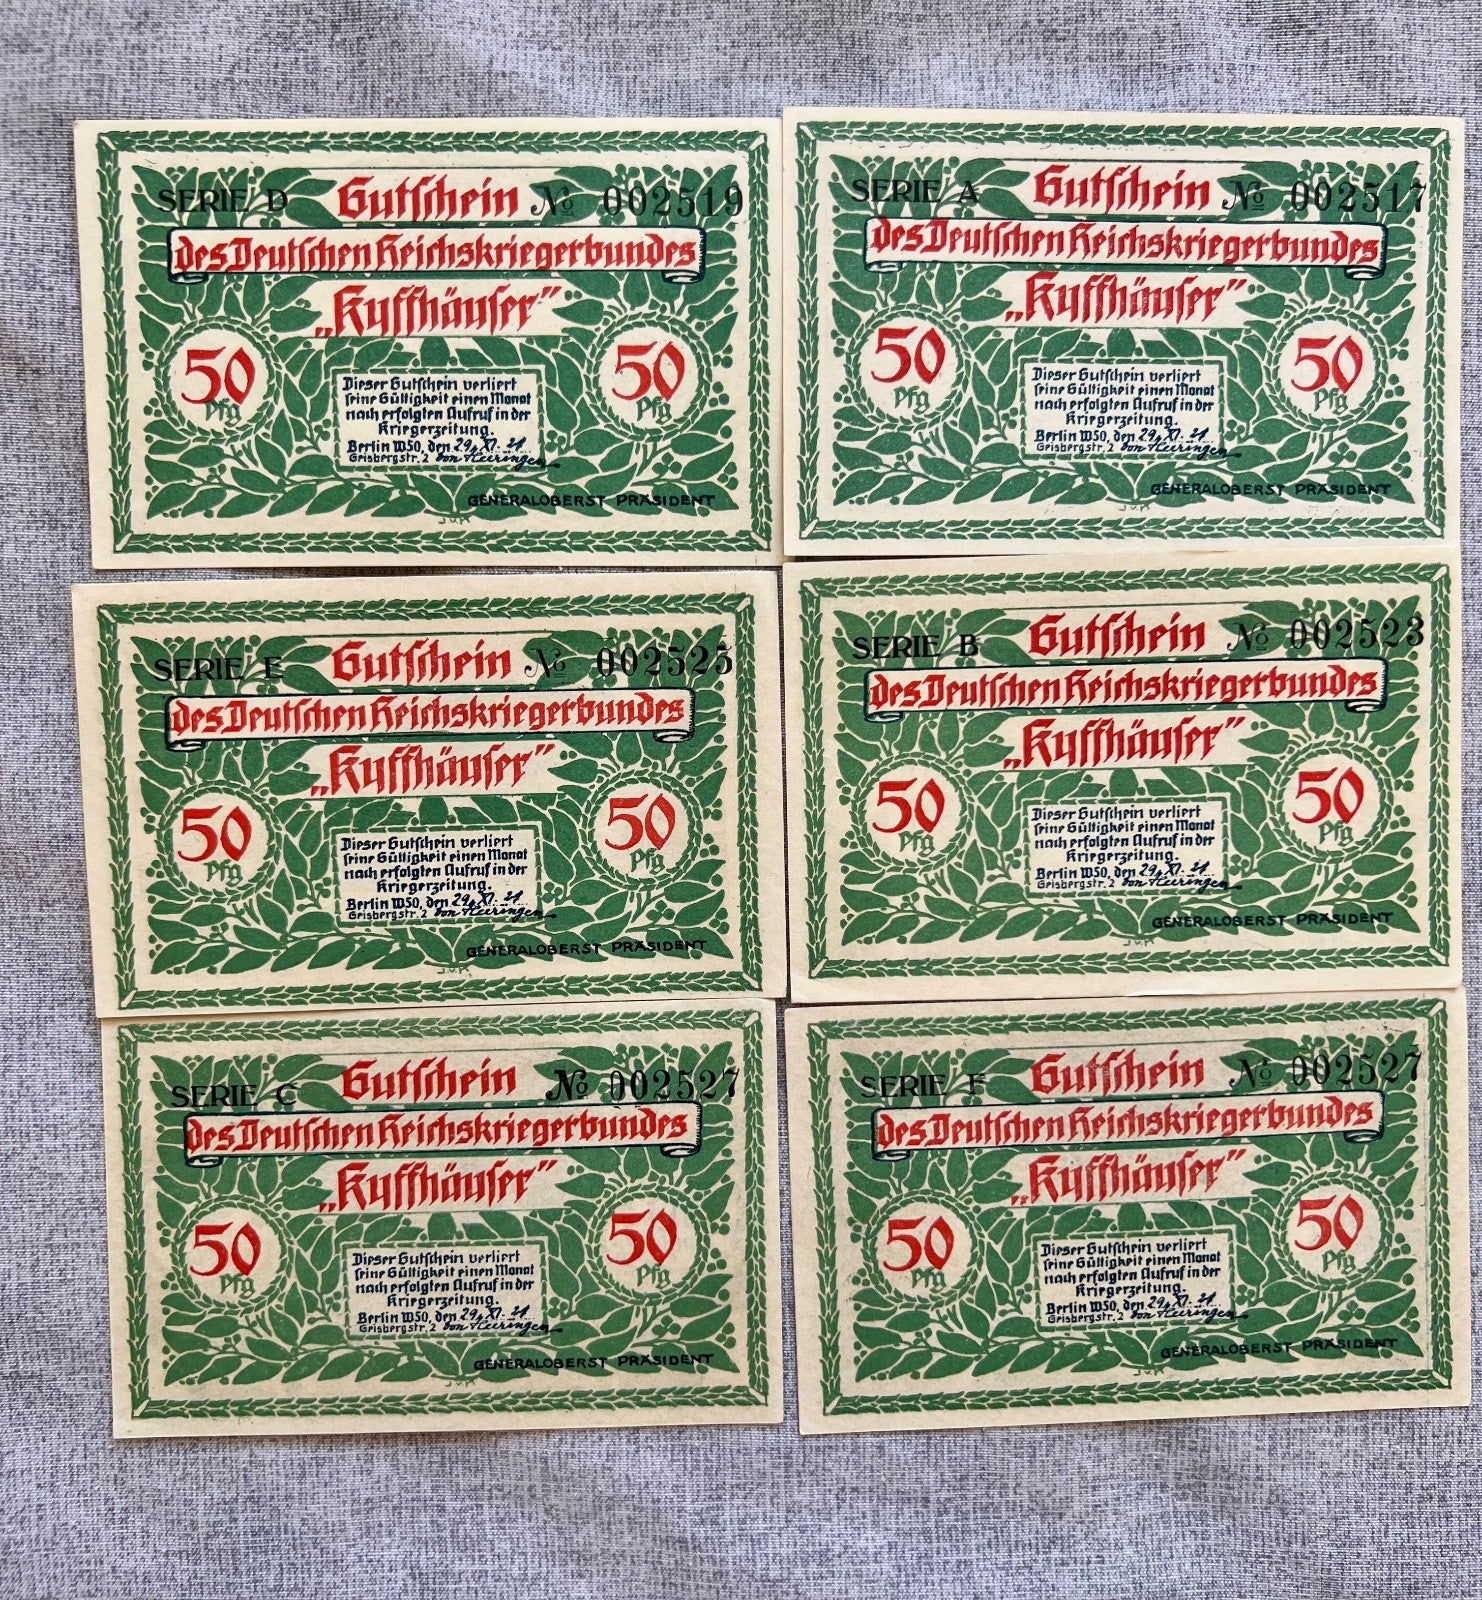 SERIE D Gutschein No 002519
des Deutschen Reichskriegerbundes
„Kyffhäuser”
50 Pfg
50 Pfg
Dieser Gutschein verliert
seine Gültigkeit einen Monat
nach erfolgten Aufruf in der
Kriegerzeitung.
Berlin W50, den 29. XI. 21.
Geisbergstr. 2 von Heeringen
GENERALOBERST PRÄSIDENT
SERIE A Gutschein No 002517
des Deutschen Reichskriegerbundes
„Kyffhäuser”
50 Pfg
50 Pfg
Dieser Gutschein verliert
seine Gültigkeit einen Monat
nach erfolgten Aufruf in der
Kriegerzeitung.
Berlin W50, den 29. XI. 21.
Geisbergstr. 2 von Heeringen
GENERALOBERST PRÄSIDENT
SERIE E Gutschein No 002525
des Deutschen Reichskriegerbundes
„Kyffhäuser”
50 Pfg
50 Pfg
Dieser Gutschein verliert
seine Gültigkeit einen Monat
nach erfolgten Aufruf in der
Kriegerzeitung.
Berlin W50, den 29. XI. 21.
Geisbergstr. 2 von Heeringen
GENERALOBERST PRÄSIDENT
SERIE B Gutschein No 002523
des Deutschen Reichskriegerbundes
„Kyffhäuser”
50 Pfg
50 Pfg
Dieser Gutschein verliert
seine Gültigkeit einen Monat
nach erfolgten Aufruf in der
Kriegerzeitung.
Berlin W50, den 29. XI. 21.
Geisbergstr. 2 von Heeringen
GENERALOBERST PRÄSIDENT
SERIE C Gutschein No 002527
des Deutschen Reichskriegerbundes
„Kyffhäuser”
50 Pfg
50 Pfg
Dieser Gutschein verliert
seine Gültigkeit einen Monat
nach erfolgten Aufruf in der
Kriegerzeitung.
Berlin W50, den 29. XI. 21.
Geisbergstr. 2 von Heeringen
GENERALOBERST PRÄSIDENT
SERIE F Gutschein No 002527
des Deutschen Reichskriegerbundes
„Kyffhäuser”
50 Pfg
50 Pfg
Dieser Gutschein verliert
seine Gültigkeit einen Monat
nach erfolgten Aufruf in der
Kriegerzeitung.
Berlin W50, den 29. XI. 21.
Geisbergstr. 2 von Heeringen
GENERALOBERST PRÄSIDENT